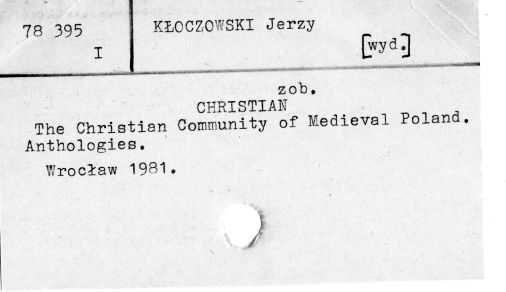 78 395
I
KŁOCZOWSKI Jerzy
[wyd.]
zob.
CHRISTIAN
The Christian Community of Medieval Poland.
Anthologies.
Wrocław 1981.